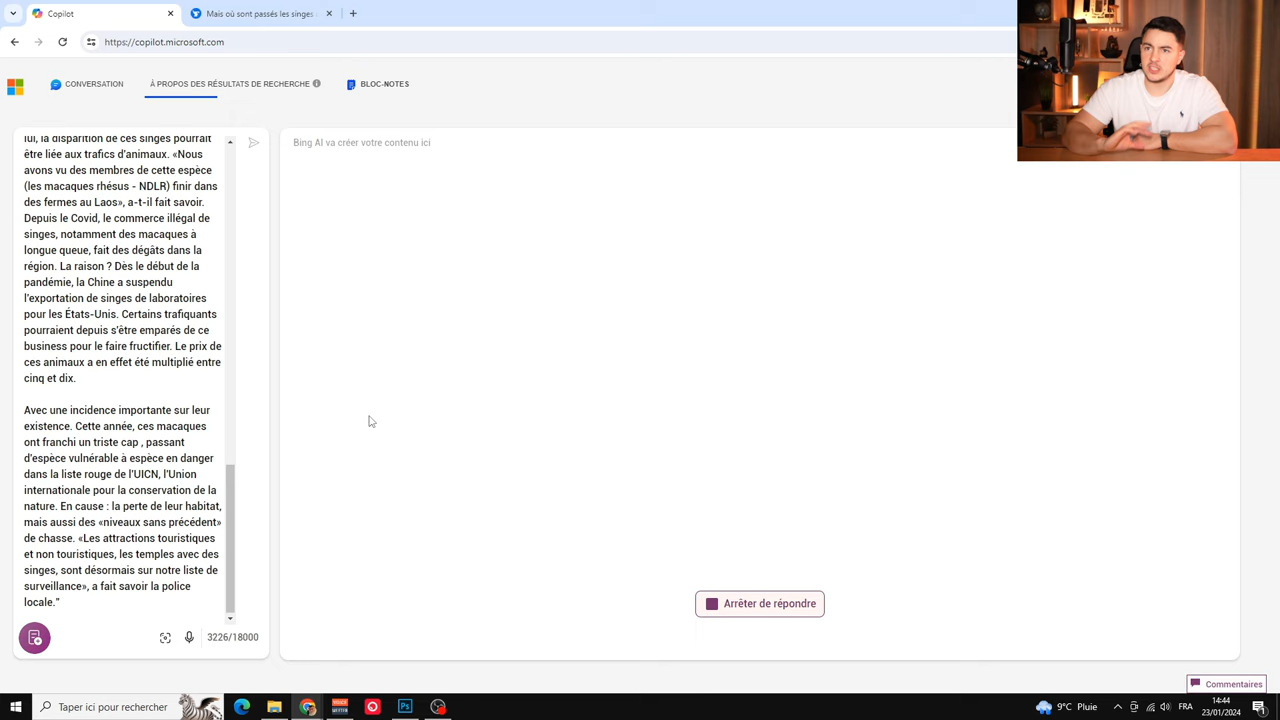 Copilot
Mais où sont passés les singes
https://copilot.microsoft.com
CONVERSATION
À PROPOS DES RÉSULTATS DE RECHERCHE
BLOC-NOTES
lui, la disparition de ces singes pourrait
être liée aux trafics d'animaux. «Nous
avons vu des membres de cette espèce
(les macaques rhésus - NDLR) finir dans
des fermes au Laos», a-t-il fait savoir.
Depuis le Covid, le commerce illégal de
singes, notamment des macaques à
longue queue, fait des dégâts dans la
région. La raison ? Dès le début de la
pandémie, la Chine a suspendu
l'exportation de singes de laboratoires
pour les États-Unis. Certains trafiquants
pourraient depuis s'être emparés de ce
business pour le faire fructifier. Le prix de
ces animaux a en effet été multiplié entre
cinq et dix.
Avec une incidence importante sur leur
existence. Cette année, ces macaques
ont franchi un triste cap , passant
d'espèce vulnérable à espèce en danger
dans la liste rouge de l'UICN, l'Union
internationale pour la conservation de la
nature. En cause : la perte de leur habitat,
mais aussi des «niveaux sans précédent»
de chasse. «Les attractions touristiques
et non touristiques, les temples avec des
singes, sont désormais sur notre liste de
surveillance», a fait savoir la police
locale."
3226/18000
Bing AI va créer votre contenu ici
Arrêter de répondre
Commentaires
Taper ici pour rechercher
Ps
9°C Pluie
FRA
14:44
23/01/2024
1